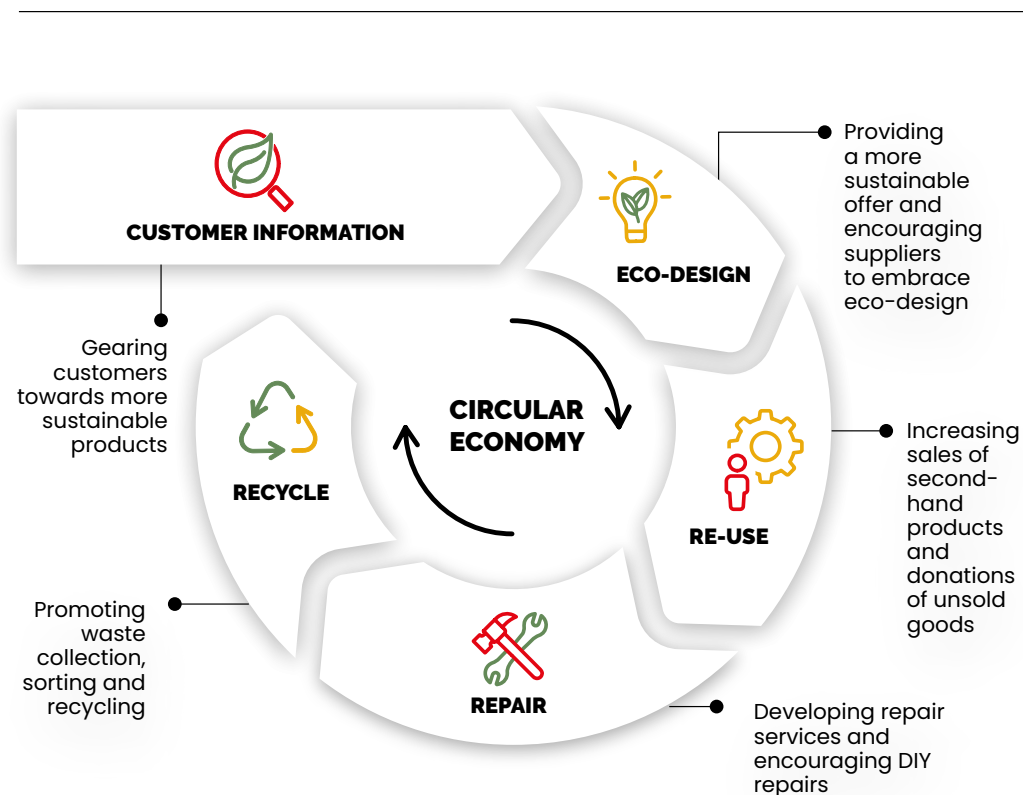 CUSTOMER INFORMATION
Gearing
customers
towards more
sustainable
products
ECO-DESIGN
Providing
a more
sustainable
offer and
encouraging
suppliers
to embrace
eco-design
CIRCULAR
ECONOMY
RE-USE
Increasing
sales of
second-
hand
products
and
donations
of unsold
goods
REPAIR
Developing repair
services and
encouraging DIY
repairs
RECYCLE
Promoting
waste
collection,
sorting and
recycling